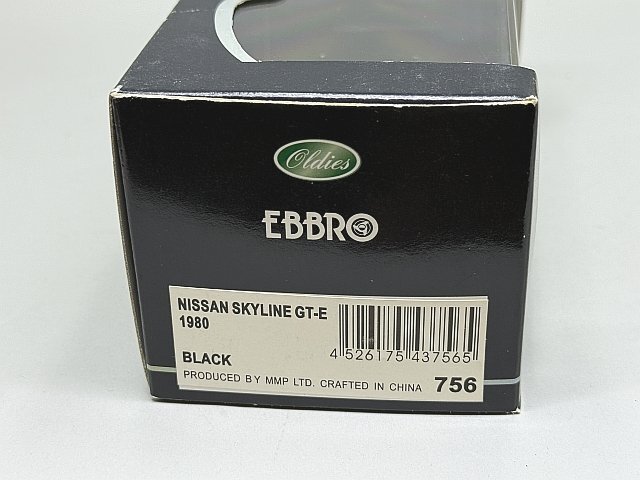 Oldies
EBBRO
NISSAN SKYLINE GT-E
1980
4 526175 437565
BLACK
PRODUCED BY MMP LTD. CRAFTED IN CHINA 756